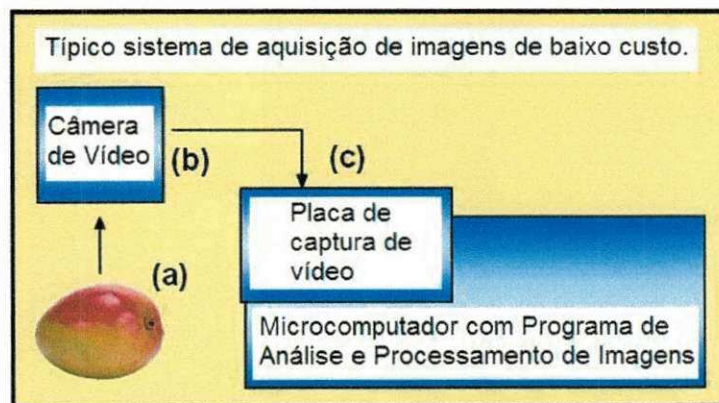 Típico sistema de aquisição de imagens de baixo custo.
Câmera
de Vídeo
(b)
(c)
Placa de
captura de
vídeo
(a)
Microcomputador com Programa de
Análise e Processamento de Imagens